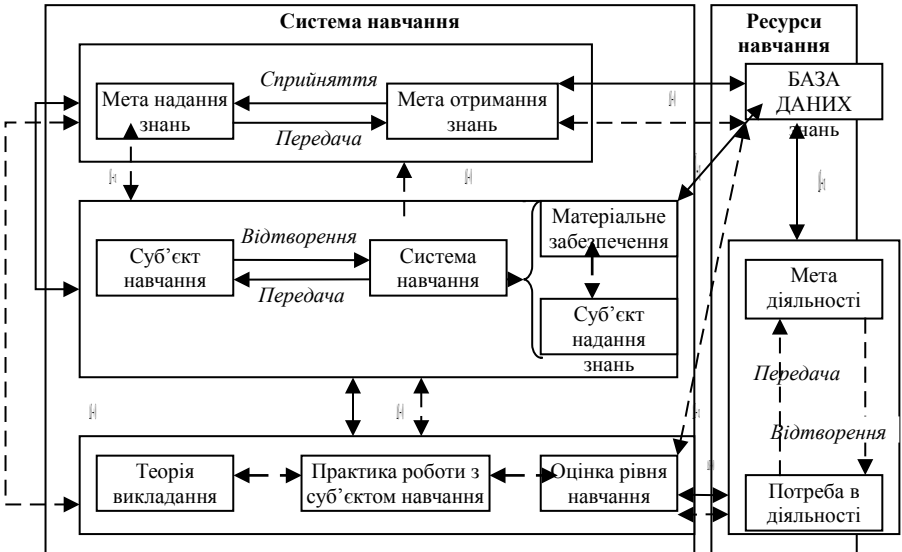 Система навчання
Ресурси
навчання
Сприйняття
Мета надання
знань
Мета отримання
знань
Передача
БАЗА
ДАНИХ
знань
Матеріальне
забезпечення
Відтворення
Суб’єкт
навчання
Система
навчання
Передача
Суб’єкт
надання
знань
Мета
діяльності
Передача
Відтворення
Теорія
викладання
Практика роботи з
суб’єктом навчання
Оцінка рівня
навчання
Потреба в
діяльності